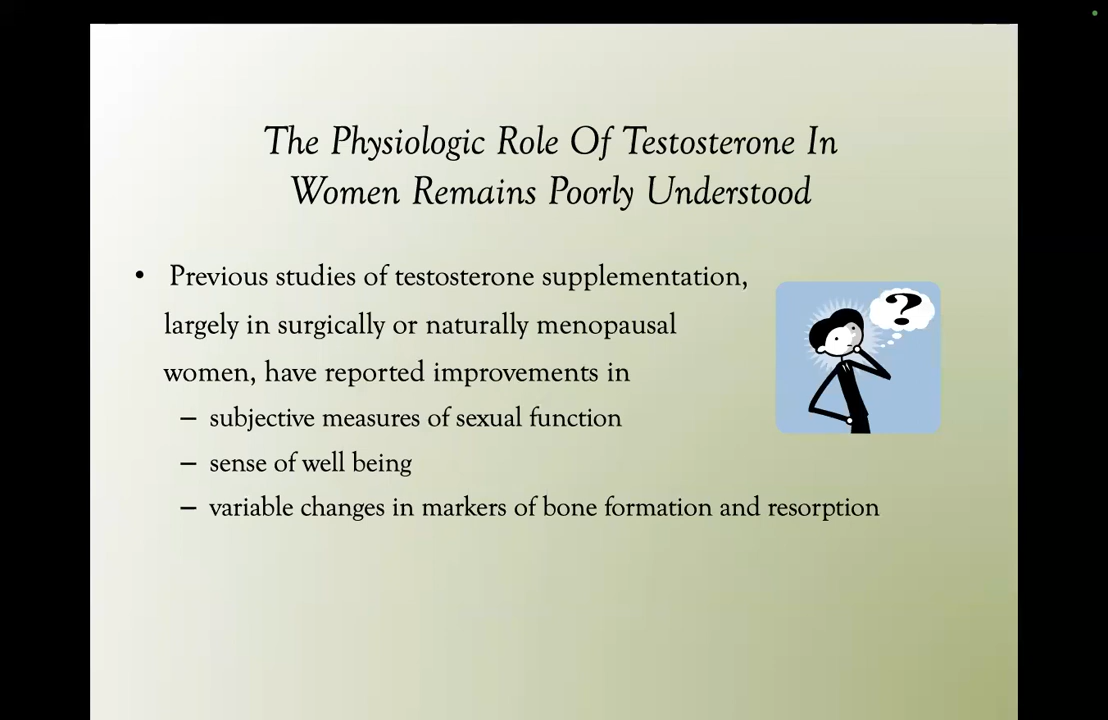 The Physiologic Role Of Testosterone In
Women Remains Poorly Understood
• Previous studies of testosterone supplementation,
largely in surgically or naturally menopausal
women, have reported improvements in
– subjective measures of sexual function
– sense of well being
– variable changes in markers of bone formation and resorption
?